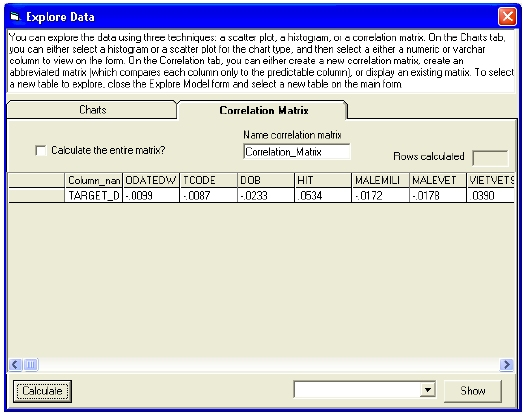 Explore Data
You can explore the data using three techniques: a scatter plot, a histogram, or a correlation matrix. On the Charts tab,
you can either select a histogram or a scatter plot for the chart type, and then select a either a numeric or varchar
column to view on the form. On the Correlation tab, you can either create a new correlation matrix, create an
abbreviated matrix (which compares each column only to the predictable column), or display an existing matrix. To select
a new table to explore, close the Explore Model form and select a new table on the main form.
Charts Correlation Matrix
Name correlation matrix
Calculate the entire matrix? Correlation_Matrix Rows calculated
Column_nan ODATEDW TCODE DOB HIT MALEMILI MALEVET VIETVETS
TARGET_D -.0099 -.0087 -.0233 .0534 -.0172 -.0178 .0390
Calculate Show